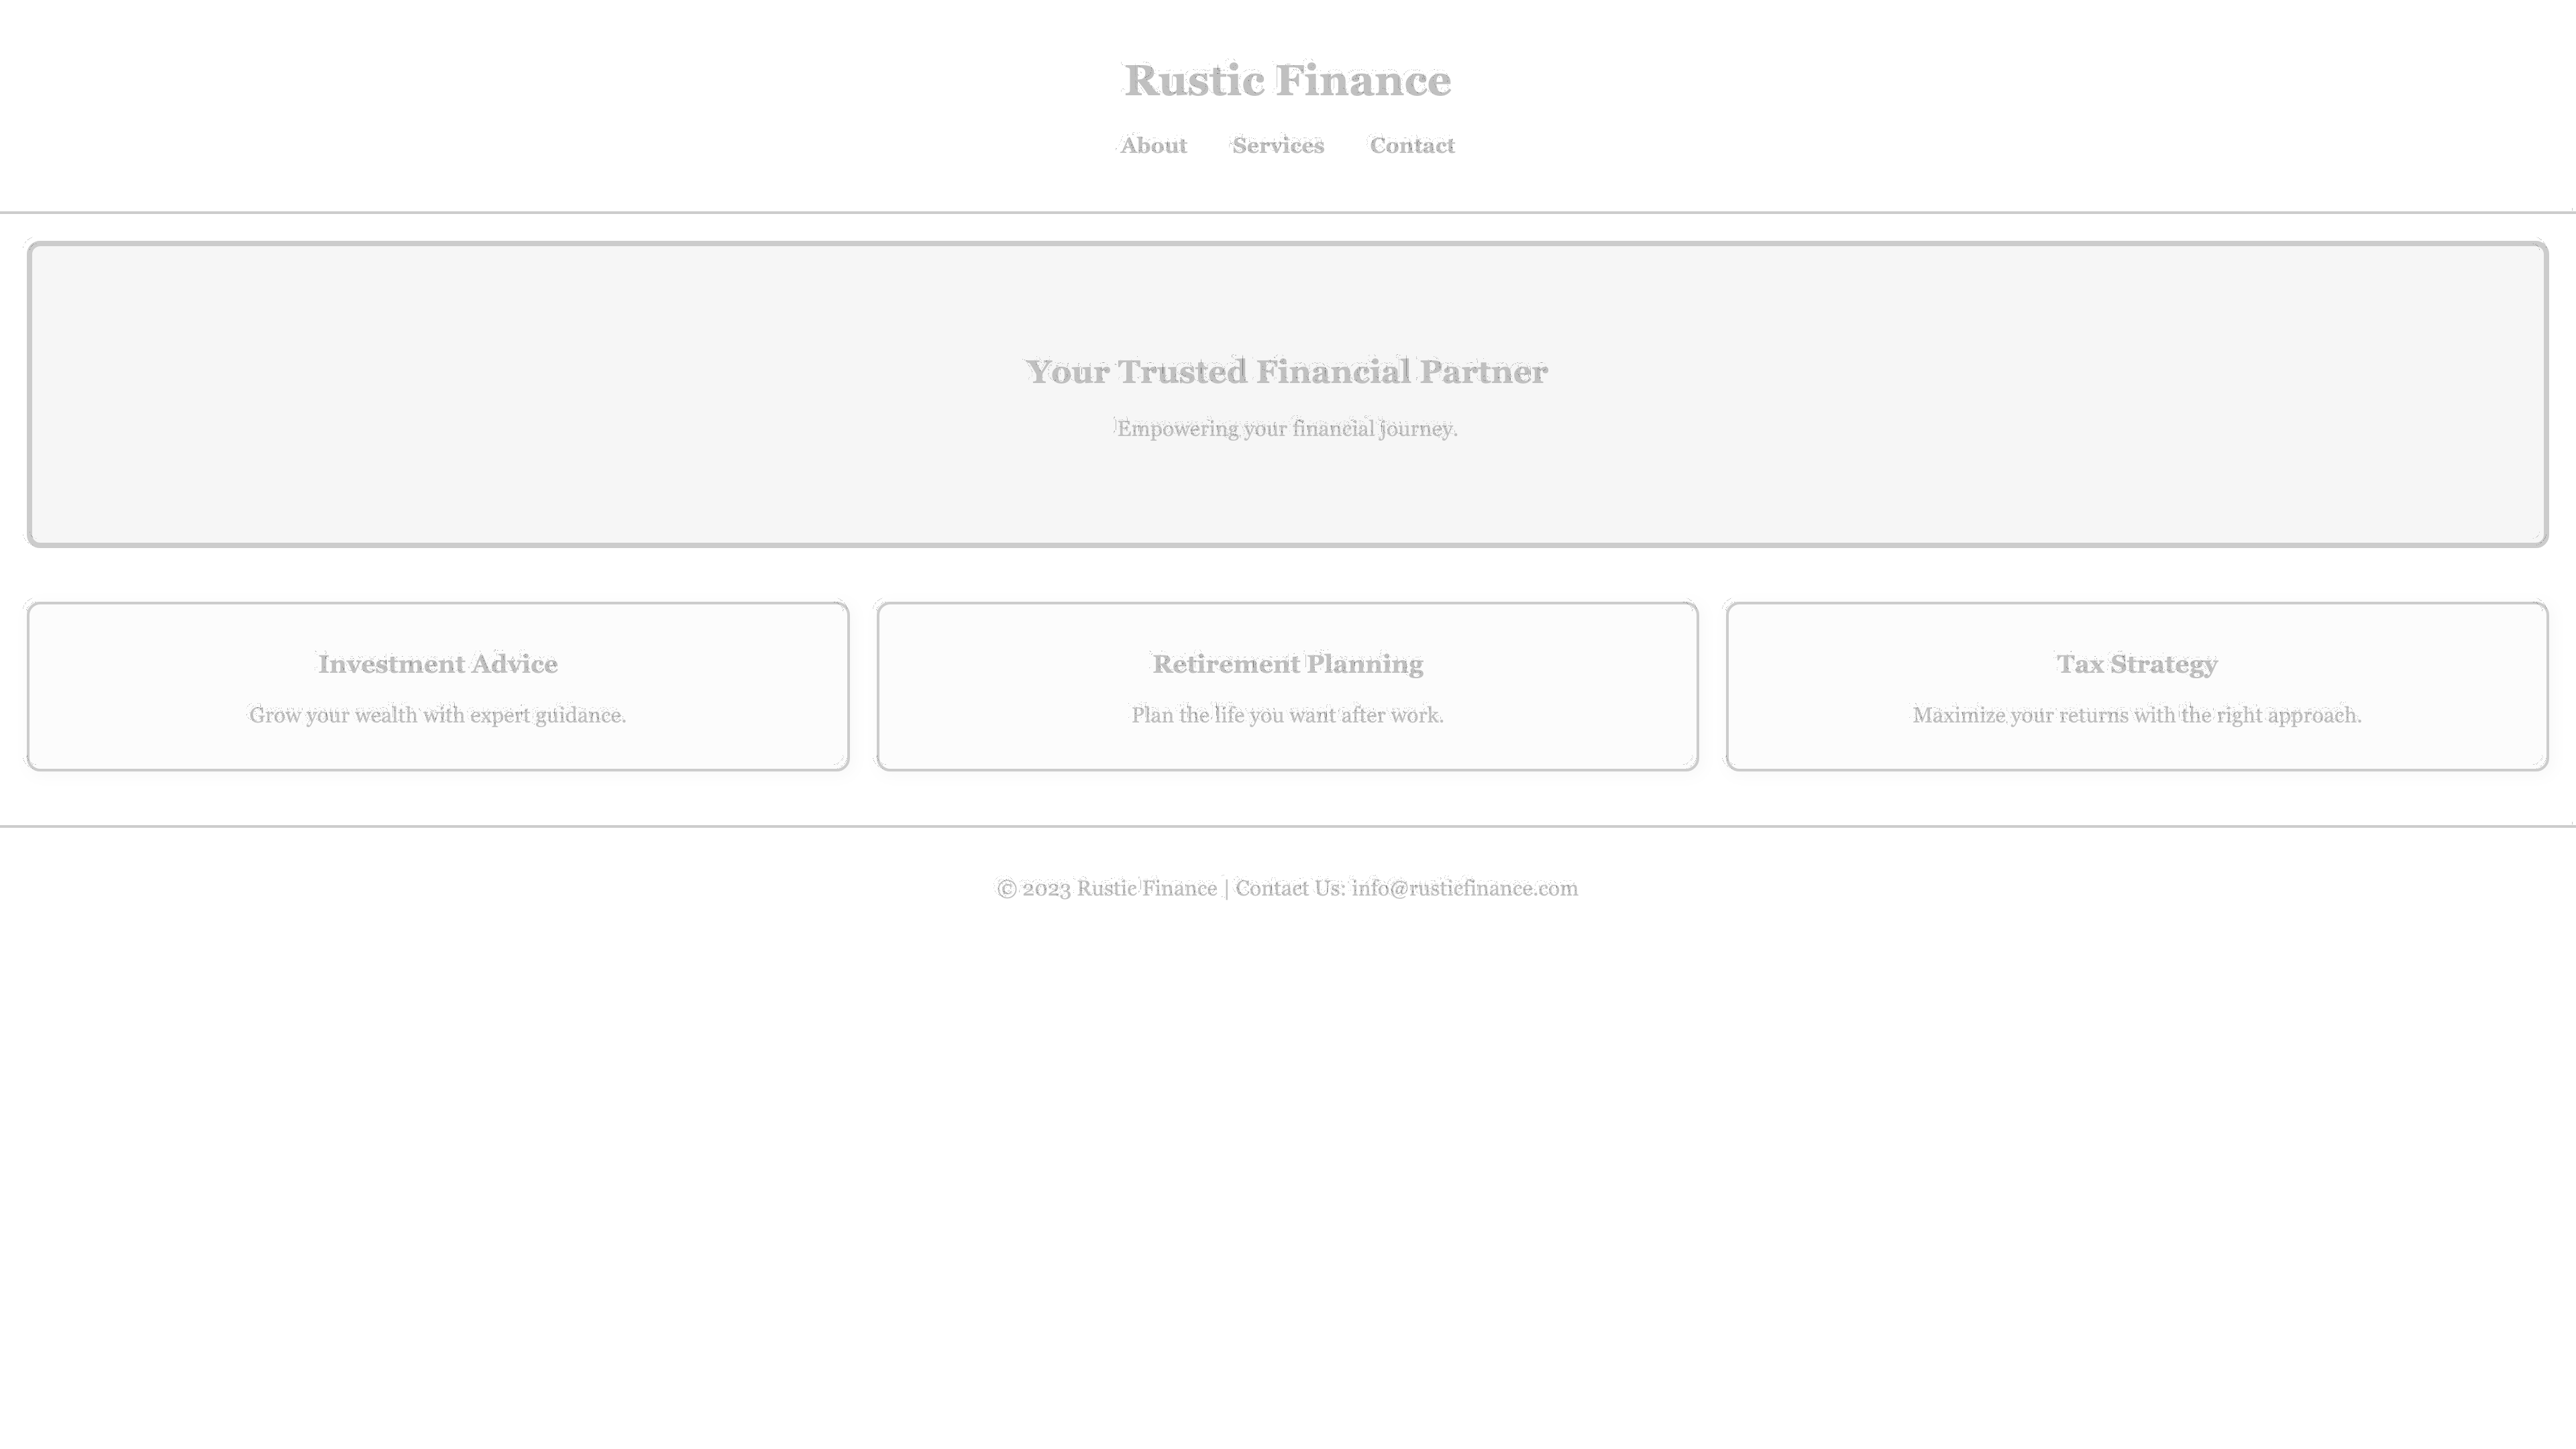 Rustic Finance
About Services Contact
Your Trusted Financial Partner
Empowering your financial journey.
Investment Advice
Grow your wealth with expert guidance.
Retirement Planning
Plan the life you want after work.
Tax Strategy
Maximize your returns with the right approach.
© 2023 Rustic Finance | Contact Us: info@rusticfinance.com